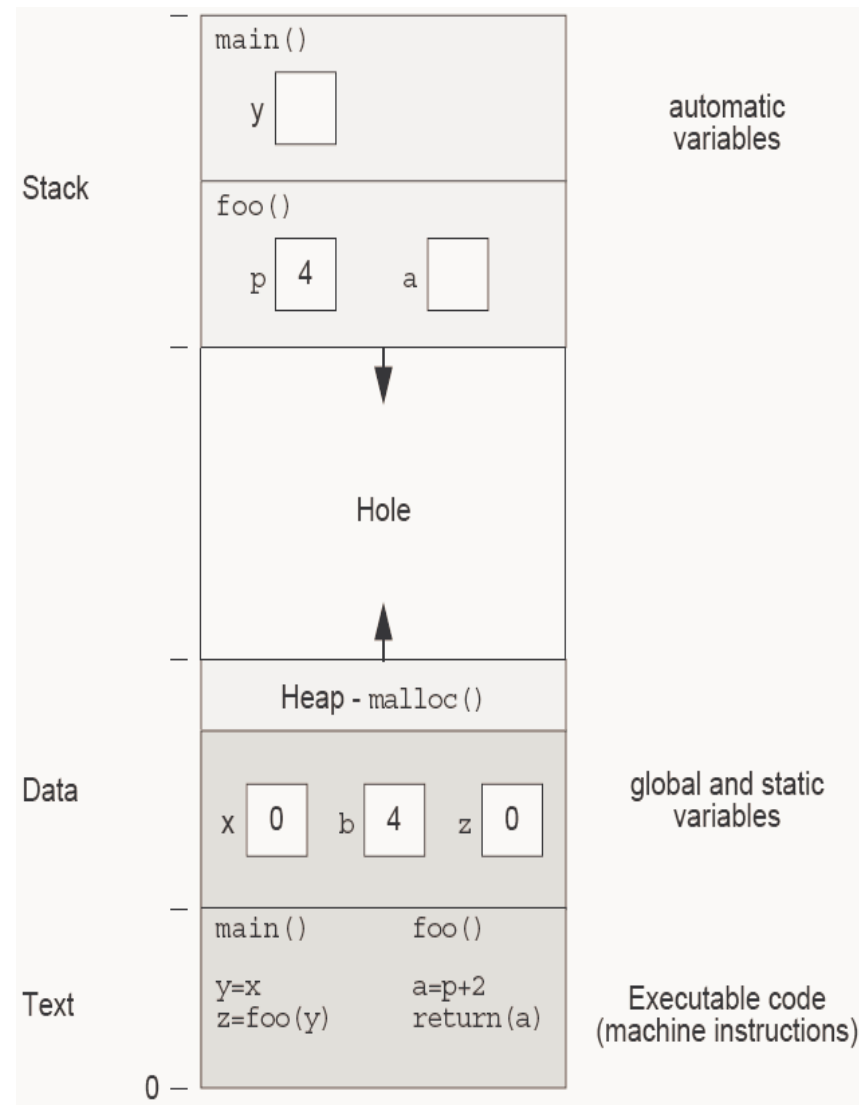 main()
y
automatic
variables
Stack
foo()
p 4 a
Hole
Heap - malloc()
Data
x 0 b 4 z 0
global and static
variables
main() foo()
y=x a=p+2
z=foo(y) return(a)
Text
Executable code
(machine instructions)
0